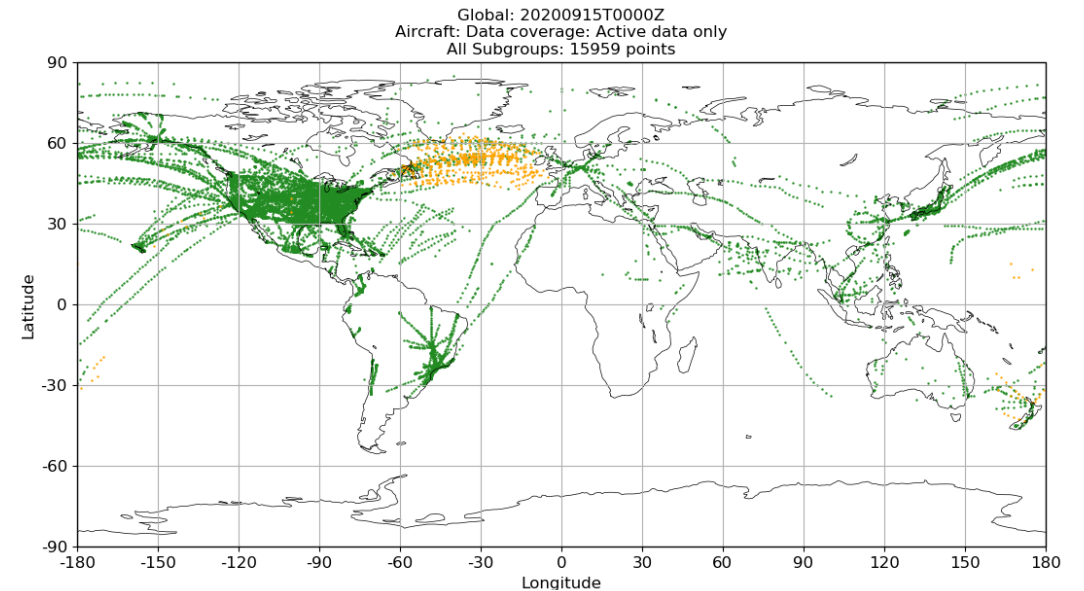 Global: 20200915T0000Z
Aircraft: Data coverage: Active data only
All Subgroups: 15959 points
90
60
30
0
-30
-60
-90
Latitude
-180 -150 -120 -90 -60 -30 0 30 60 90 120 150 180
Longitude